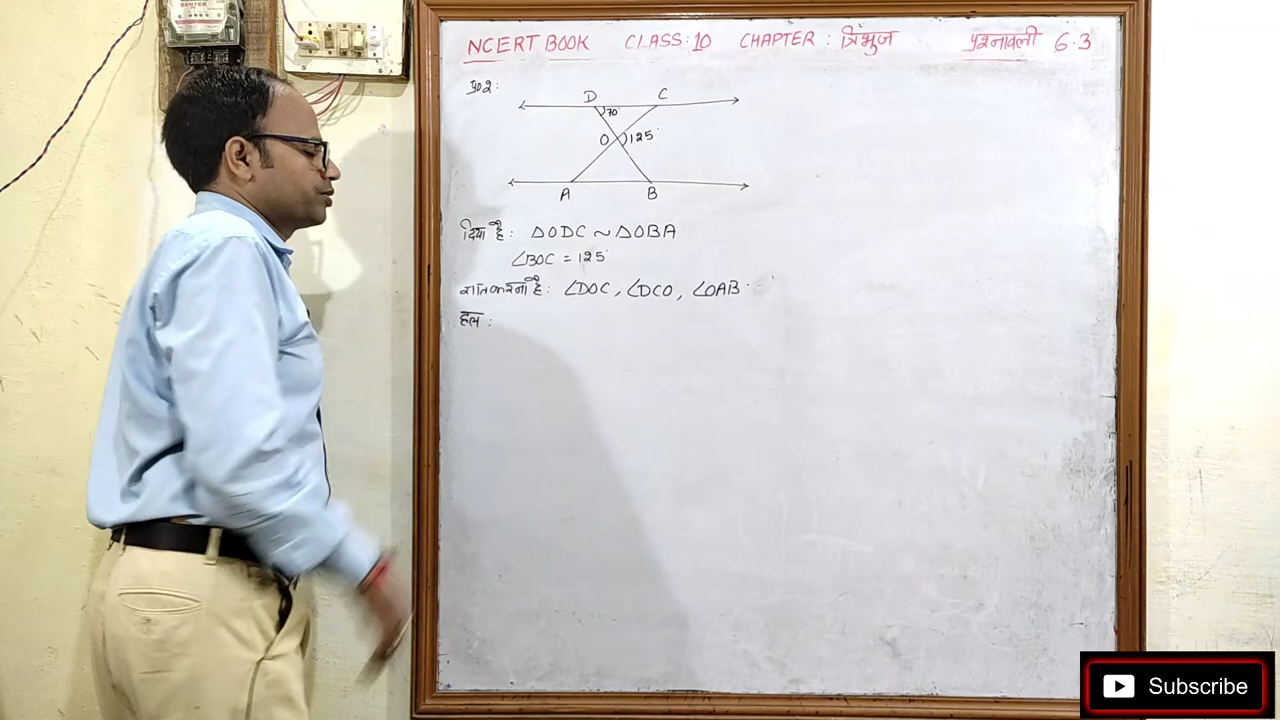 NCERT BOOK CLASS: 10 CHAPTER : त्रिभुज प्रश्नावली 6.3
प्र०२:
D C
70°
O 125°
A B
दिया है: △ODC ~ △OBA
∠BOC = 125°
ज्ञात करना है: ∠DOC, ∠DCO, ∠OAB.
हल :
Subscribe